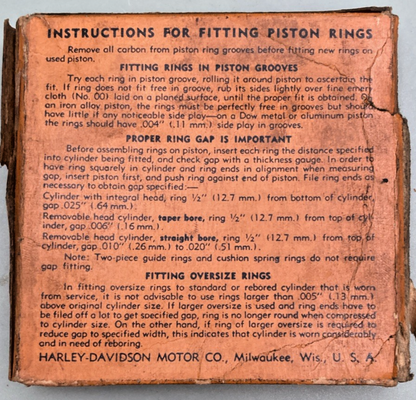 INSTRUCTIONS FOR FITTING PISTON RINGS
Remove all carbon from piston ring grooves before fitting new rings on
used piston.
FITTING RINGS IN PISTON GROOVES
Try each ring in piston groove, rolling it around piston to ascertain the
fit. If ring does not fit free in groove, rub its sides lightly over fine emery
cloth (No. 00) laid on a planed surface, until the proper fit is obtained. On
an iron alloy piston, the rings must be perfectly free in grooves but should
have little if any noticeable side play—on a Dow metal or aluminum piston
the rings should have .004" (.11 mm.) side play in grooves.
PROPER RING GAP IS IMPORTANT
Before assembling rings on piston, insert each ring the distance specified
into cylinder being fitted, and check gap with a thickness gauge. In order to
have ring squarely in cylinder and ring ends in alignment when measuring
gap, insert piston first, and push ring against end of piston. File ring ends as
necessary to obtain gap specified:—
Cylinder with integral head, ring ½" (12.7 mm.) from bottom of cylinder,
gap .025" (.64 mm.).
Removable head cylinder, taper bore, ring ½" (12.7 mm.) from top of cyl-
inder, gap .006" (.16 mm.).
Removable head cylinder, straight bore, ring ½" (12.7 mm.) from top of
cylinder, gap .010" (.26 mm.) to .020" (.51 mm.).
Note: Two-piece guide rings and cushion spring rings do not require
gap fitting.
FITTING OVERSIZE RINGS
In fitting oversize rings to standard or rebored cylinder that is worn
from service, it is not advisable to use rings larger than .005" (.13 mm.)
above original cylinder size. If larger oversize is used and ring ends have to
be filed off a lot to get specified gap, ring is no longer round when compressed
to cylinder size. On the other hand, if ring of larger oversize is required to
reduce gap to specified width, this indicates that cylinder is worn considerably
and in need of reboring.
HARLEY-DAVIDSON MOTOR CO., Milwaukee, Wis., U. S. A.